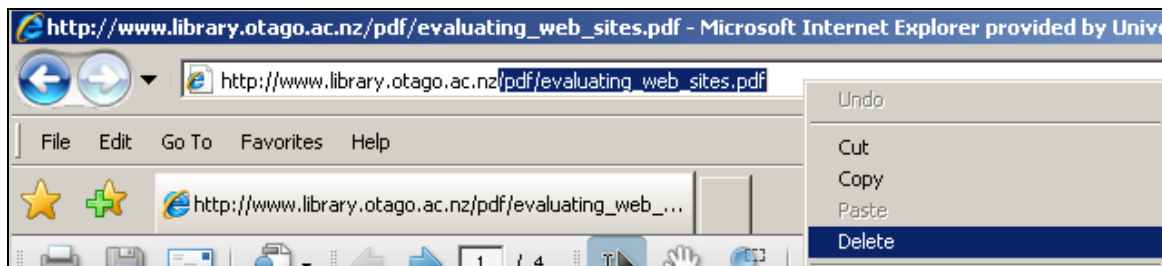 http://www.library.otago.ac.nz/pdf/evaluating_web_sites.pdf - Microsoft Internet Explorer provided by Unive
http://www.library.otago.ac.nz/pdf/evaluating_web_sites.pdf
Undo
File Edit Go To Favorites Help
Cut
Copy
http://www.library.otago.ac.nz/pdf/evaluating_web_...
Paste
Delete
1 / 4